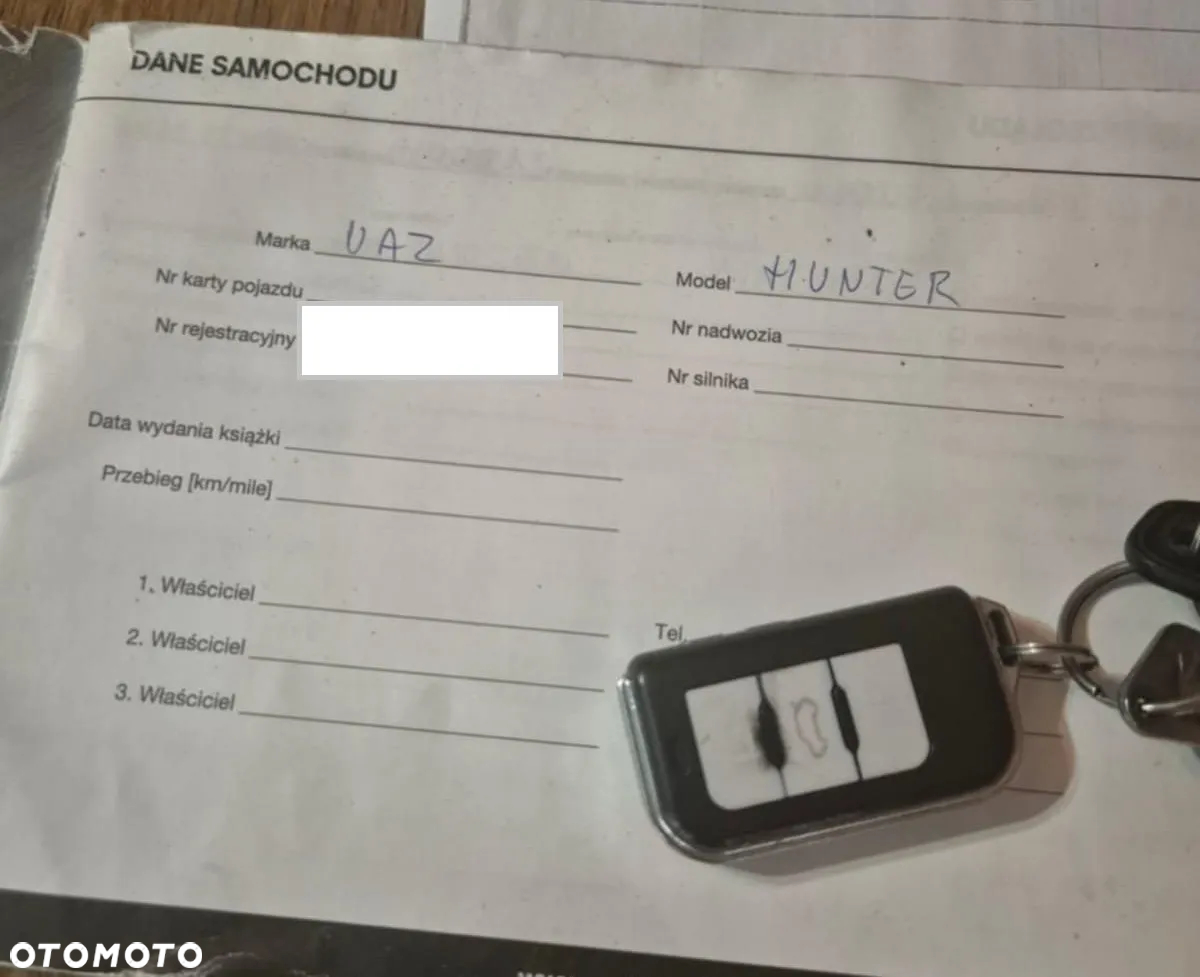 DANE SAMOCHODU
Marka UAZ
Model HUNTER
Nr karty pojazdu
Nr rejestracyjny
Nr nadwozia
Nr silnika
Data wydania książki
Przebieg [km/mile]
1. Właściciel
Tel.
2. Właściciel
3. Właściciel
OTOMOTO